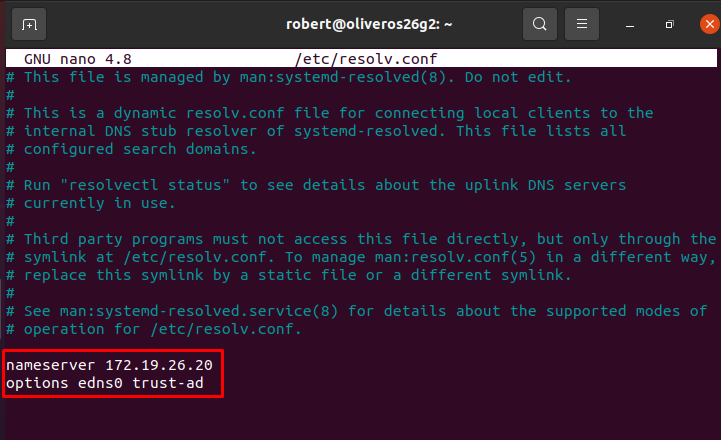 robert@oliveros26g2: ~
GNU nano 4.8 /etc/resolv.conf
# This file is managed by man:systemd-resolved(8). Do not edit.
#
# This is a dynamic resolv.conf file for connecting local clients to the
# internal DNS stub resolver of systemd-resolved. This file lists all
# configured search domains.
#
# Run "resolvectl status" to see details about the uplink DNS servers
# currently in use.
#
# Third party programs must not access this file directly, but only through the
# symlink at /etc/resolv.conf. To manage man:resolv.conf(5) in a different way,
# replace this symlink by a static file or a different symlink.
#
# See man:systemd-resolved.service(8) for details about the supported modes of
# operation for /etc/resolv.conf.
nameserver 172.19.26.20
options edns0 trust-ad